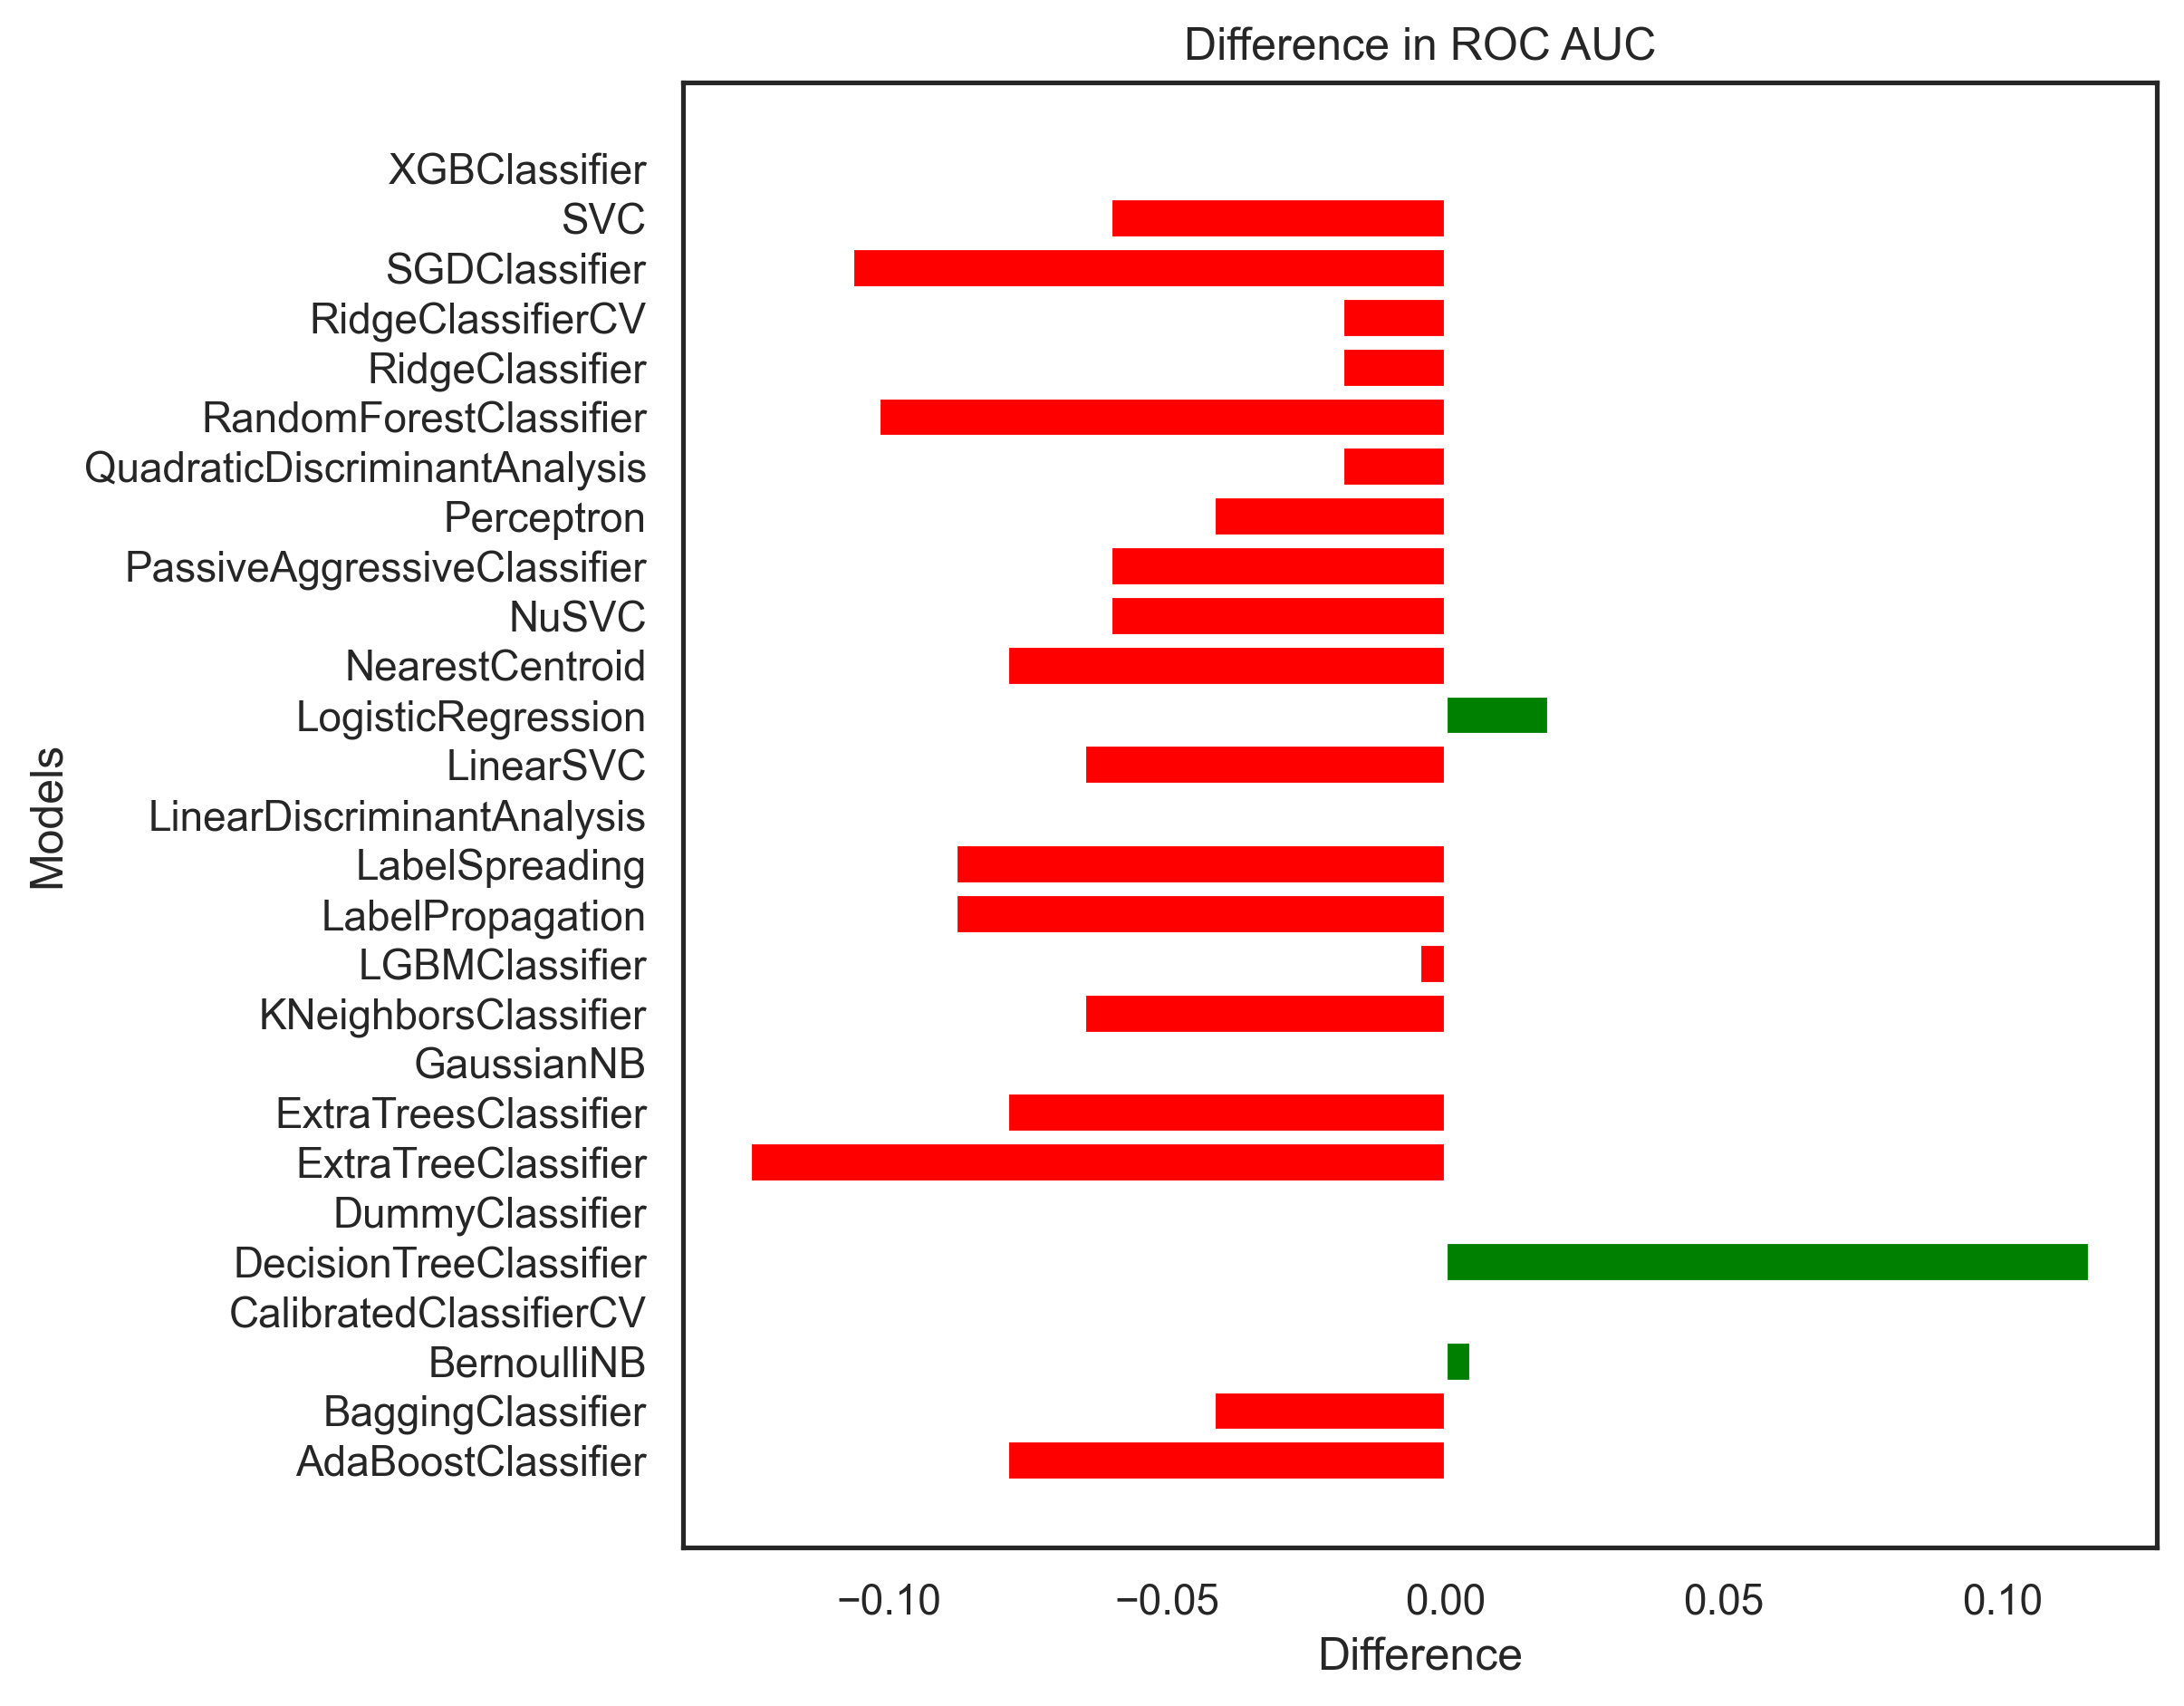 Difference in ROC AUC
XGBClassifier
SVC
SGDClassifier
RidgeClassifierCV
RidgeClassifier
RandomForestClassifier
QuadraticDiscriminantAnalysis
Perceptron
PassiveAggressiveClassifier
NuSVC
NearestCentroid
LogisticRegression
LinearSVC
LinearDiscriminantAnalysis
LabelSpreading
LabelPropagation
LGBMClassifier
KNeighborsClassifier
GaussianNB
ExtraTreesClassifier
ExtraTreeClassifier
DummyClassifier
DecisionTreeClassifier
CalibratedClassifierCV
BernoulliNB
BaggingClassifier
AdaBoostClassifier
Models
−0.10 −0.05 0.00 0.05 0.10
Difference